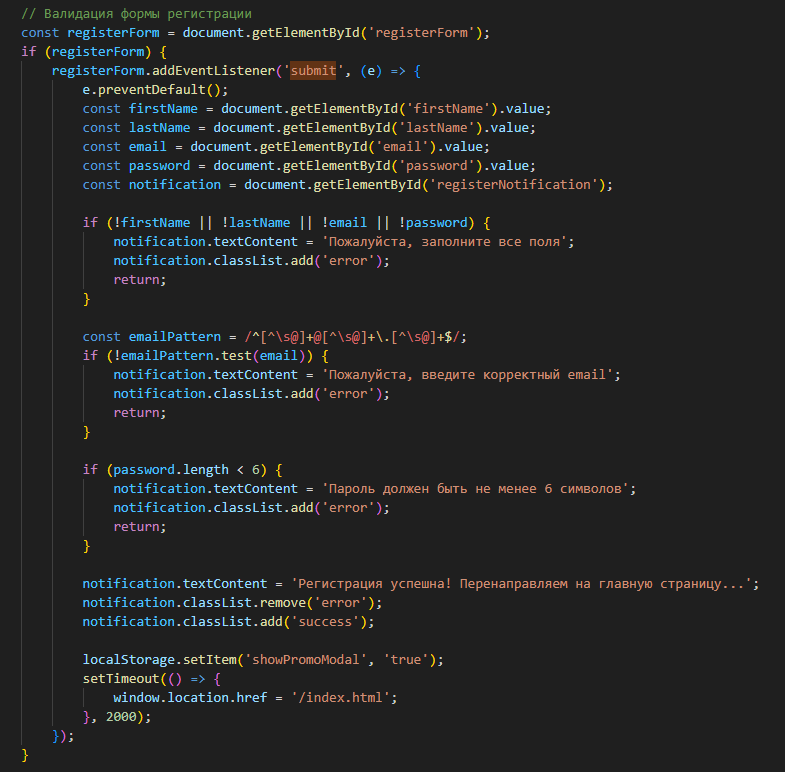 // Валидация формы регистрации
const registerForm = document.getElementById('registerForm');
if (registerForm) {
    registerForm.addEventListener('submit', (e) => {
        e.preventDefault();
        const firstName = document.getElementById('firstName').value;
        const lastName = document.getElementById('lastName').value;
        const email = document.getElementById('email').value;
        const password = document.getElementById('password').value;
        const notification = document.getElementById('registerNotification');

        if (!firstName || !lastName || !email || !password) {
            notification.textContent = 'Пожалуйста, заполните все поля';
            notification.classList.add('error');
            return;
        }

        const emailPattern = /^[^\s@]+@[^\s@]+\.[^\s@]+$/;
        if (!emailPattern.test(email)) {
            notification.textContent = 'Пожалуйста, введите корректный email';
            notification.classList.add('error');
            return;
        }

        if (password.length < 6) {
            notification.textContent = 'Пароль должен быть не менее 6 символов';
            notification.classList.add('error');
            return;
        }

        notification.textContent = 'Регистрация успешна! Перенаправляем на главную страницу...';
        notification.classList.remove('error');
        notification.classList.add('success');

        localStorage.setItem('showPromoModal', 'true');
        setTimeout(() => {
            window.location.href = '/index.html';
        }, 2000);
    });
}